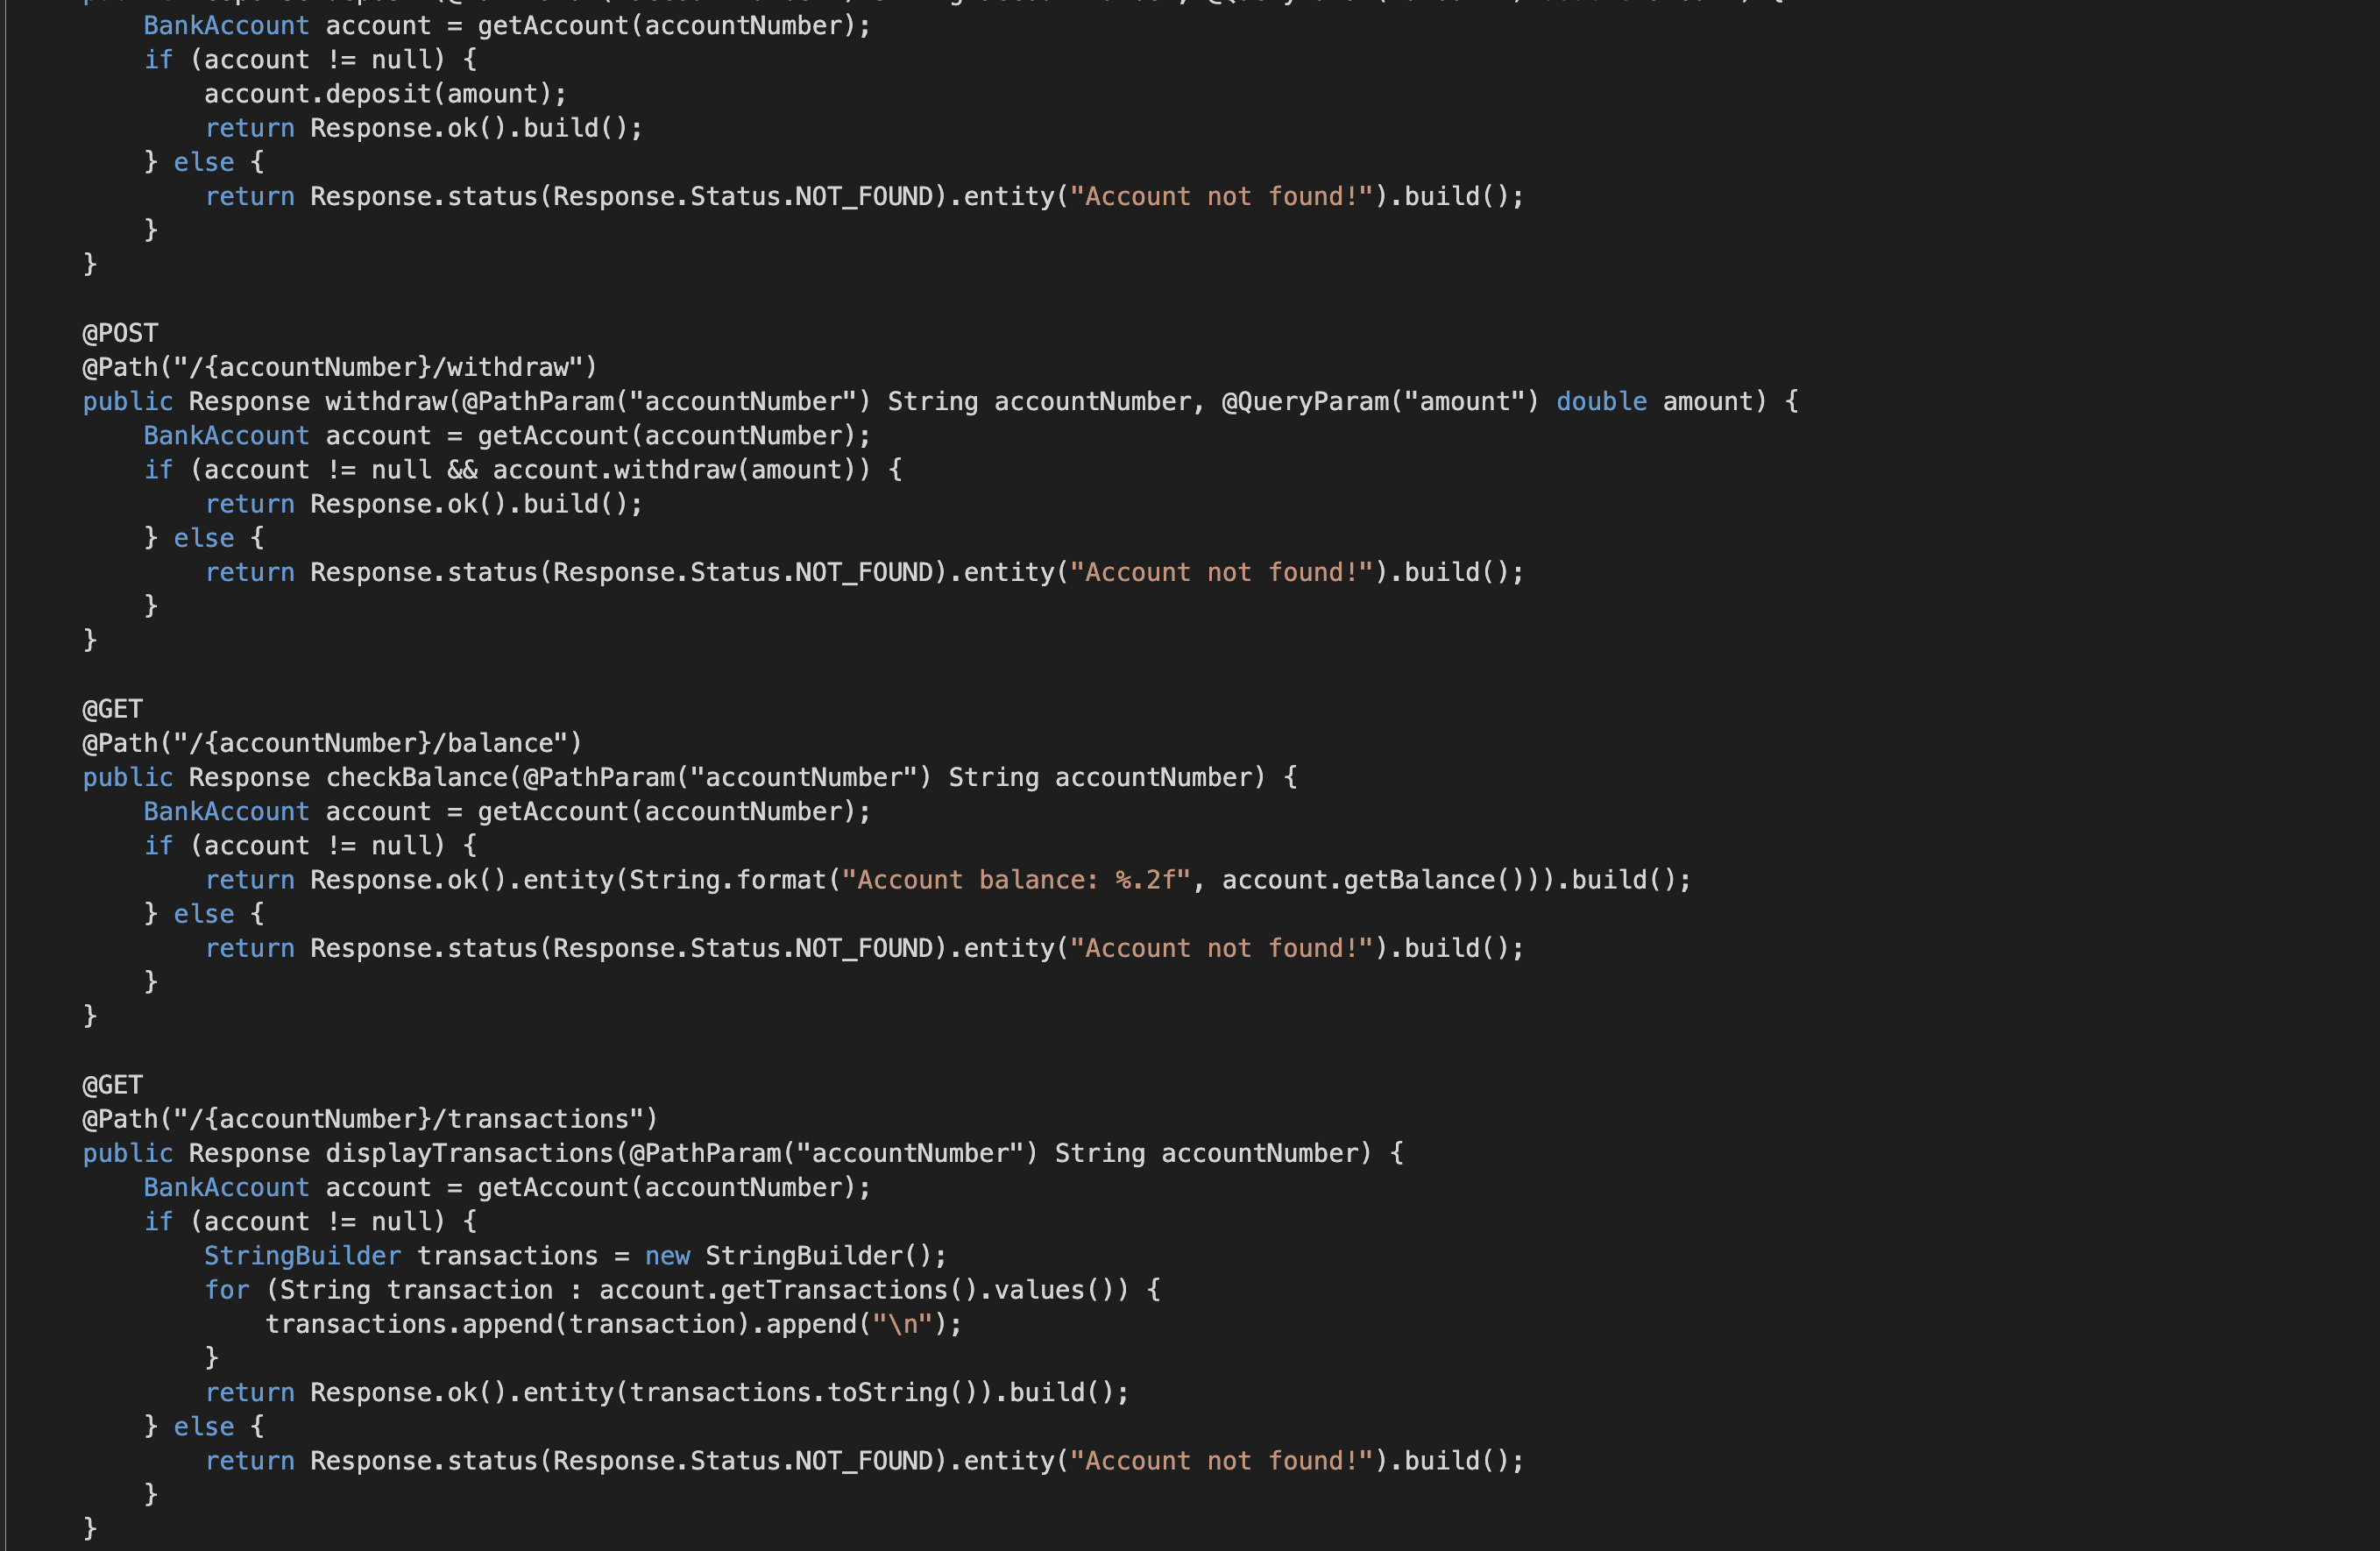 BankAccount account = getAccount(accountNumber);
if (account != null) {
account.deposit(amount);
return Response.ok().build();
} else {
return Response.status(Response.Status.NOT_FOUND).entity("Account not found!").build();
}
}
@POST
@Path("/{accountNumber}/withdraw")
public Response withdraw(@PathParam("accountNumber") String accountNumber, @QueryParam("amount") double amount) {
BankAccount account = getAccount(accountNumber);
if (account != null && account.withdraw(amount)) {
return Response.ok().build();
} else {
return Response.status(Response.Status.NOT_FOUND).entity("Account not found!").build();
}
}
@GET
@Path("/{accountNumber}/balance")
public Response checkBalance(@PathParam("accountNumber") String accountNumber) {
BankAccount account = getAccount(accountNumber);
if (account != null) {
return Response.ok().entity(String.format("Account balance: %.2f", account.getBalance())).build();
} else {
return Response.status(Response.Status.NOT_FOUND).entity("Account not found!").build();
}
}
@GET
@Path("/{accountNumber}/transactions")
public Response displayTransactions(@PathParam("accountNumber") String accountNumber) {
BankAccount account = getAccount(accountNumber);
if (account != null) {
StringBuilder transactions = new StringBuilder();
for (String transaction : account.getTransactions().values()) {
transactions.append(transaction).append("\n");
}
return Response.ok().entity(transactions.toString()).build();
} else {
return Response.status(Response.Status.NOT_FOUND).entity("Account not found!").build();
}
}